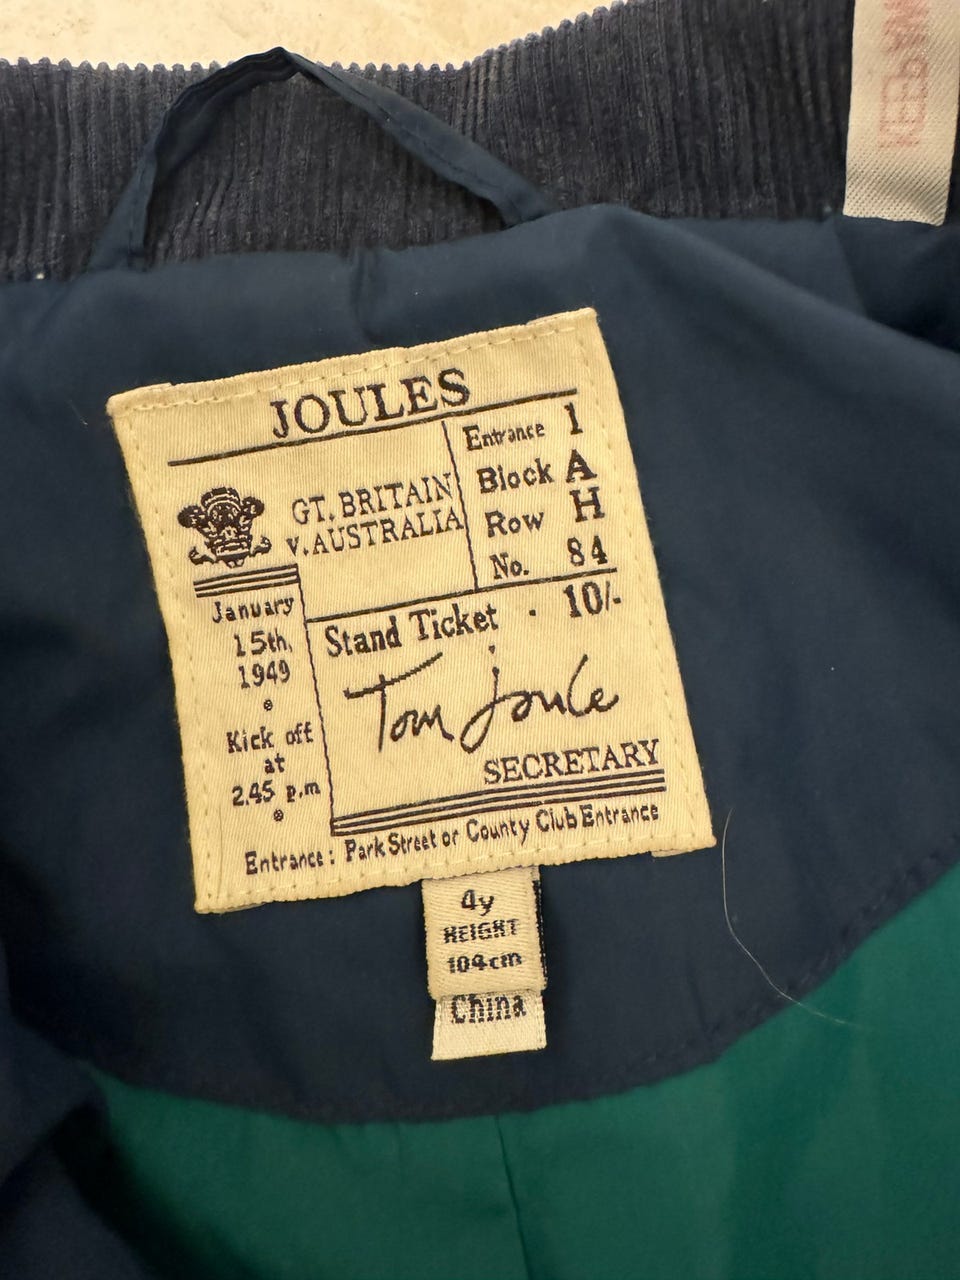 JOULES
GT. BRITAIN
V. AUSTRALIA
Entrance 1
Block A
Row H
No. 84
January
15th,
1949
Kick off
at
2.45 p.m
Stand Ticket · 10/-
Tom Joule
SECRETARY
Entrance: Park Street or County Club Entrance
4y
HEIGHT
104cm
China